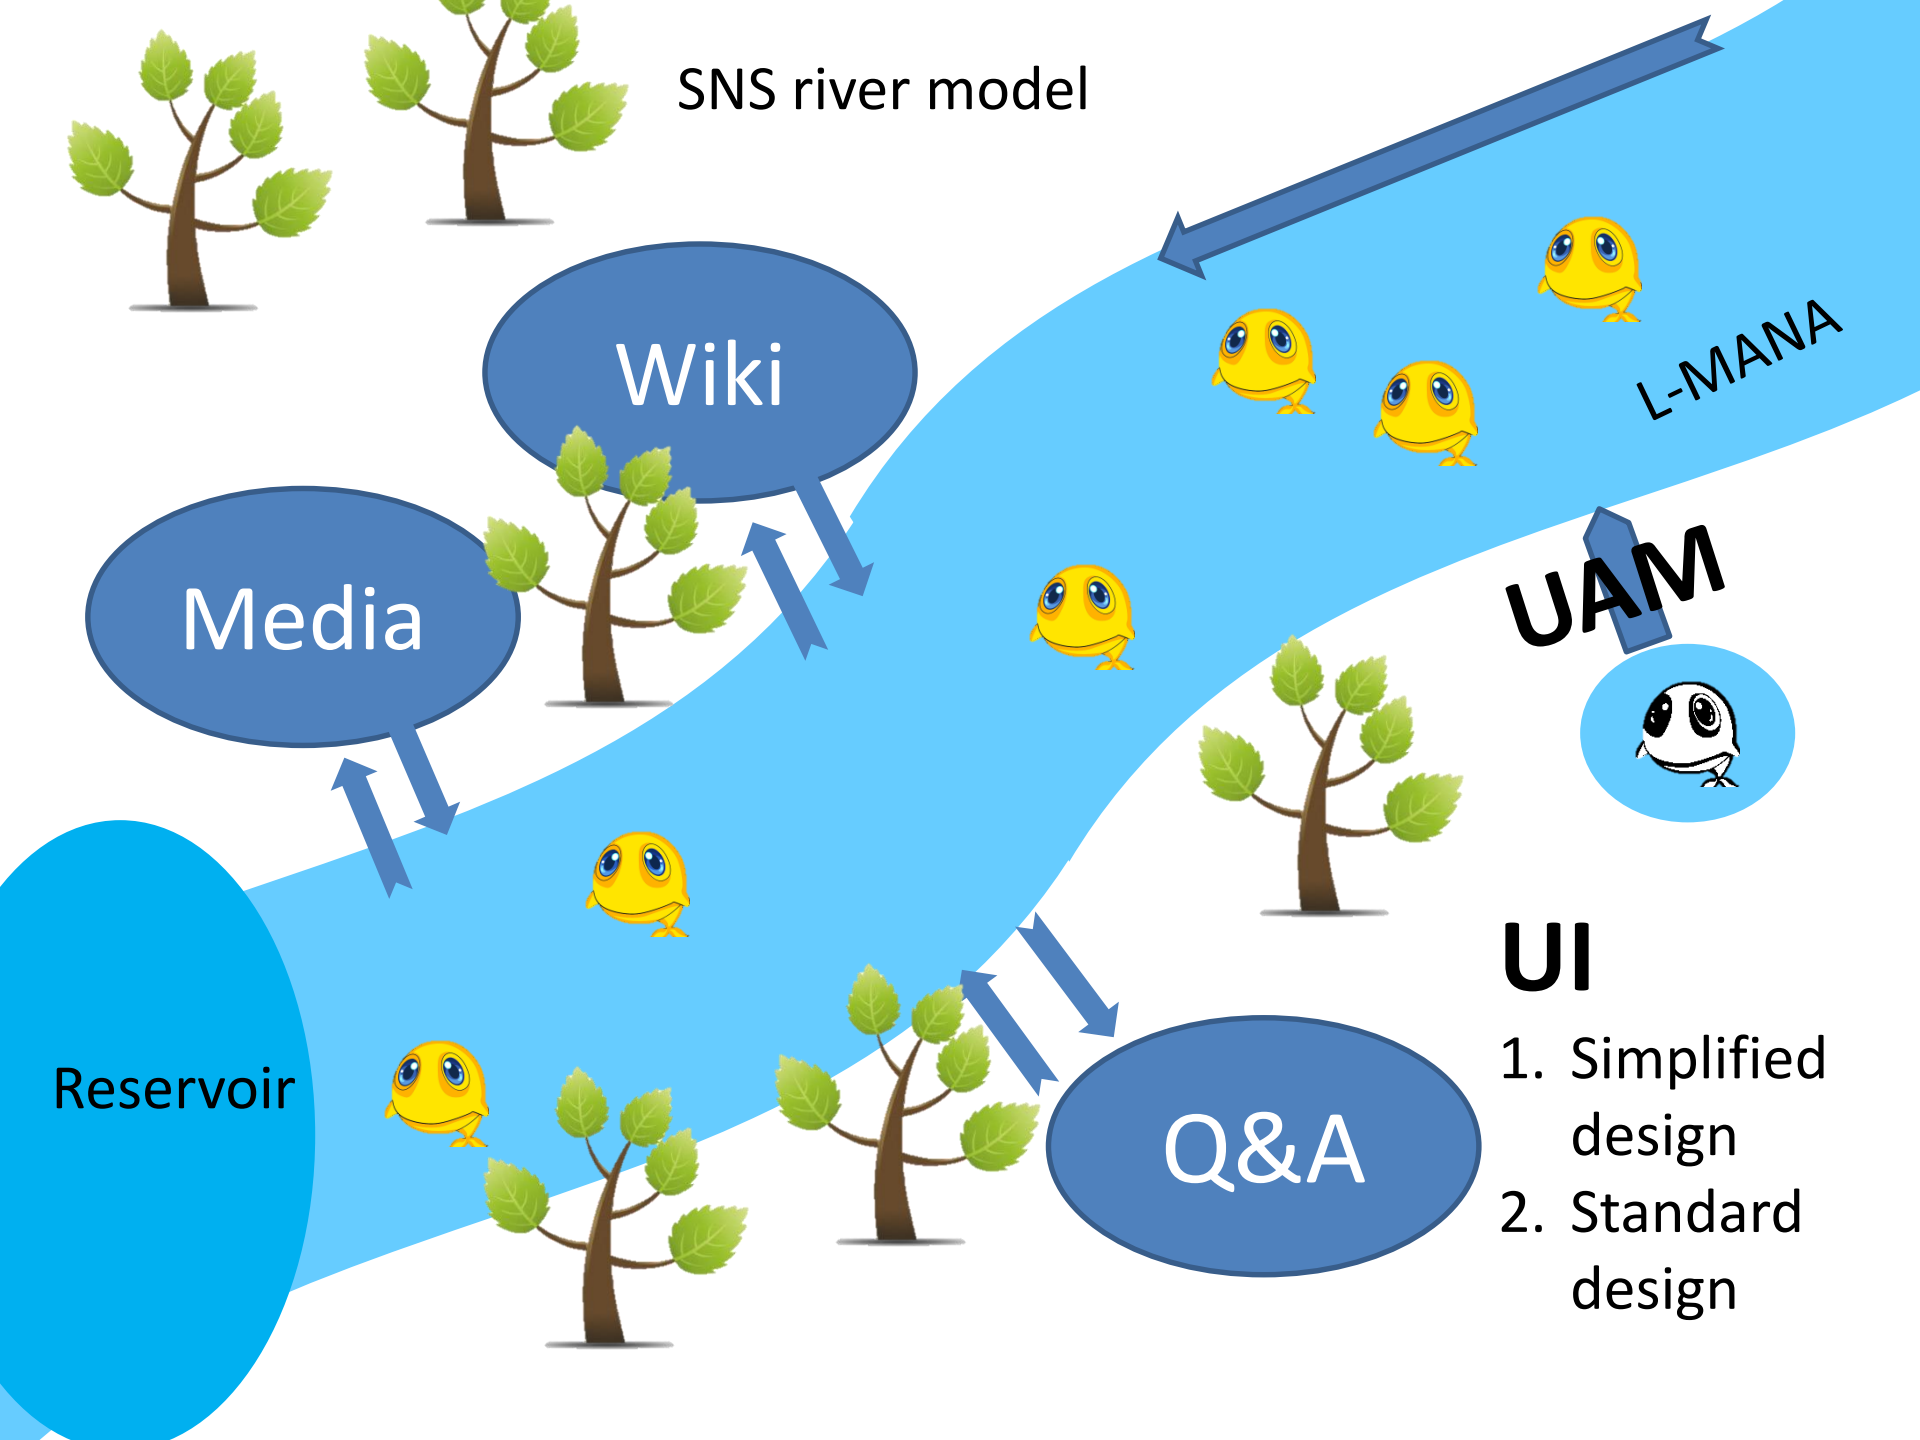 SNS river model
Wiki
L-MANA
Media
UAM
Reservoir
Q&A
UI
1. Simplified
design
2. Standard
design